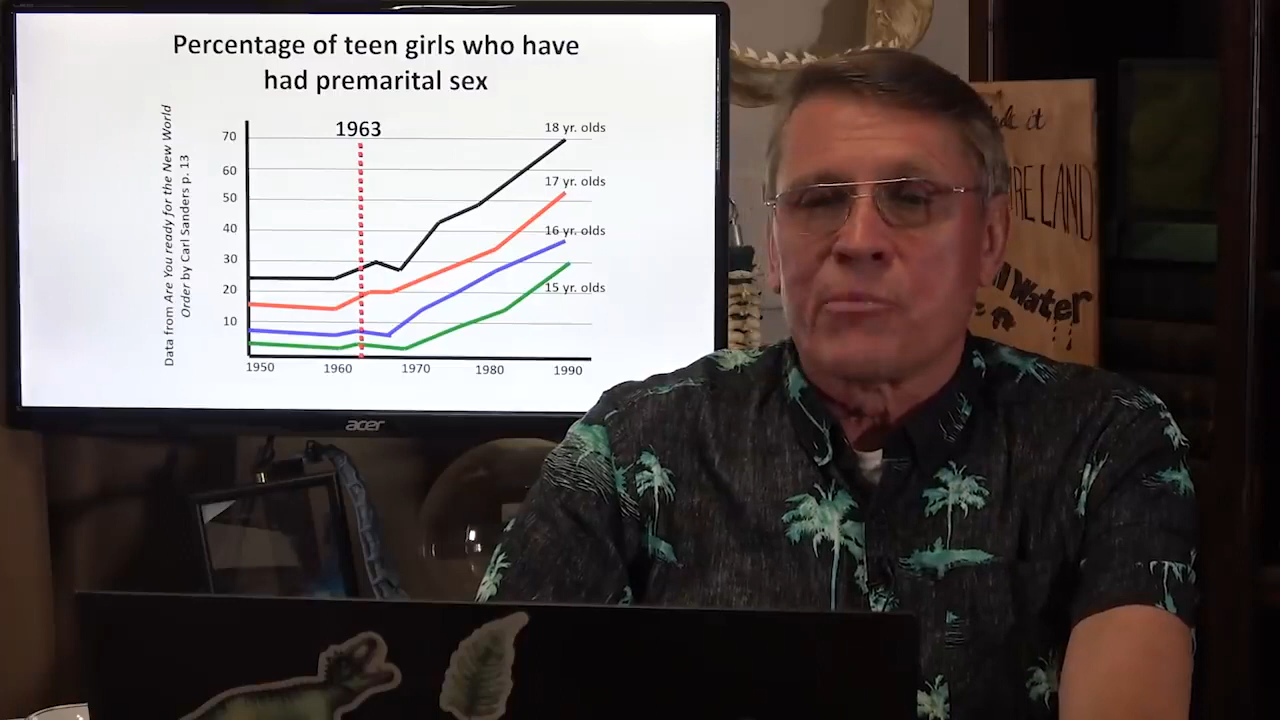 Percentage of teen girls who have
had premarital sex
Data from Are You ready for the New World
Order by Carl Sanders p. 13
1963
70
60
50
40
30
20
10
18 yr. olds
17 yr. olds
16 yr. olds
15 yr. olds
1950 1960 1970 1980 1990
acer
it
LAND
Water